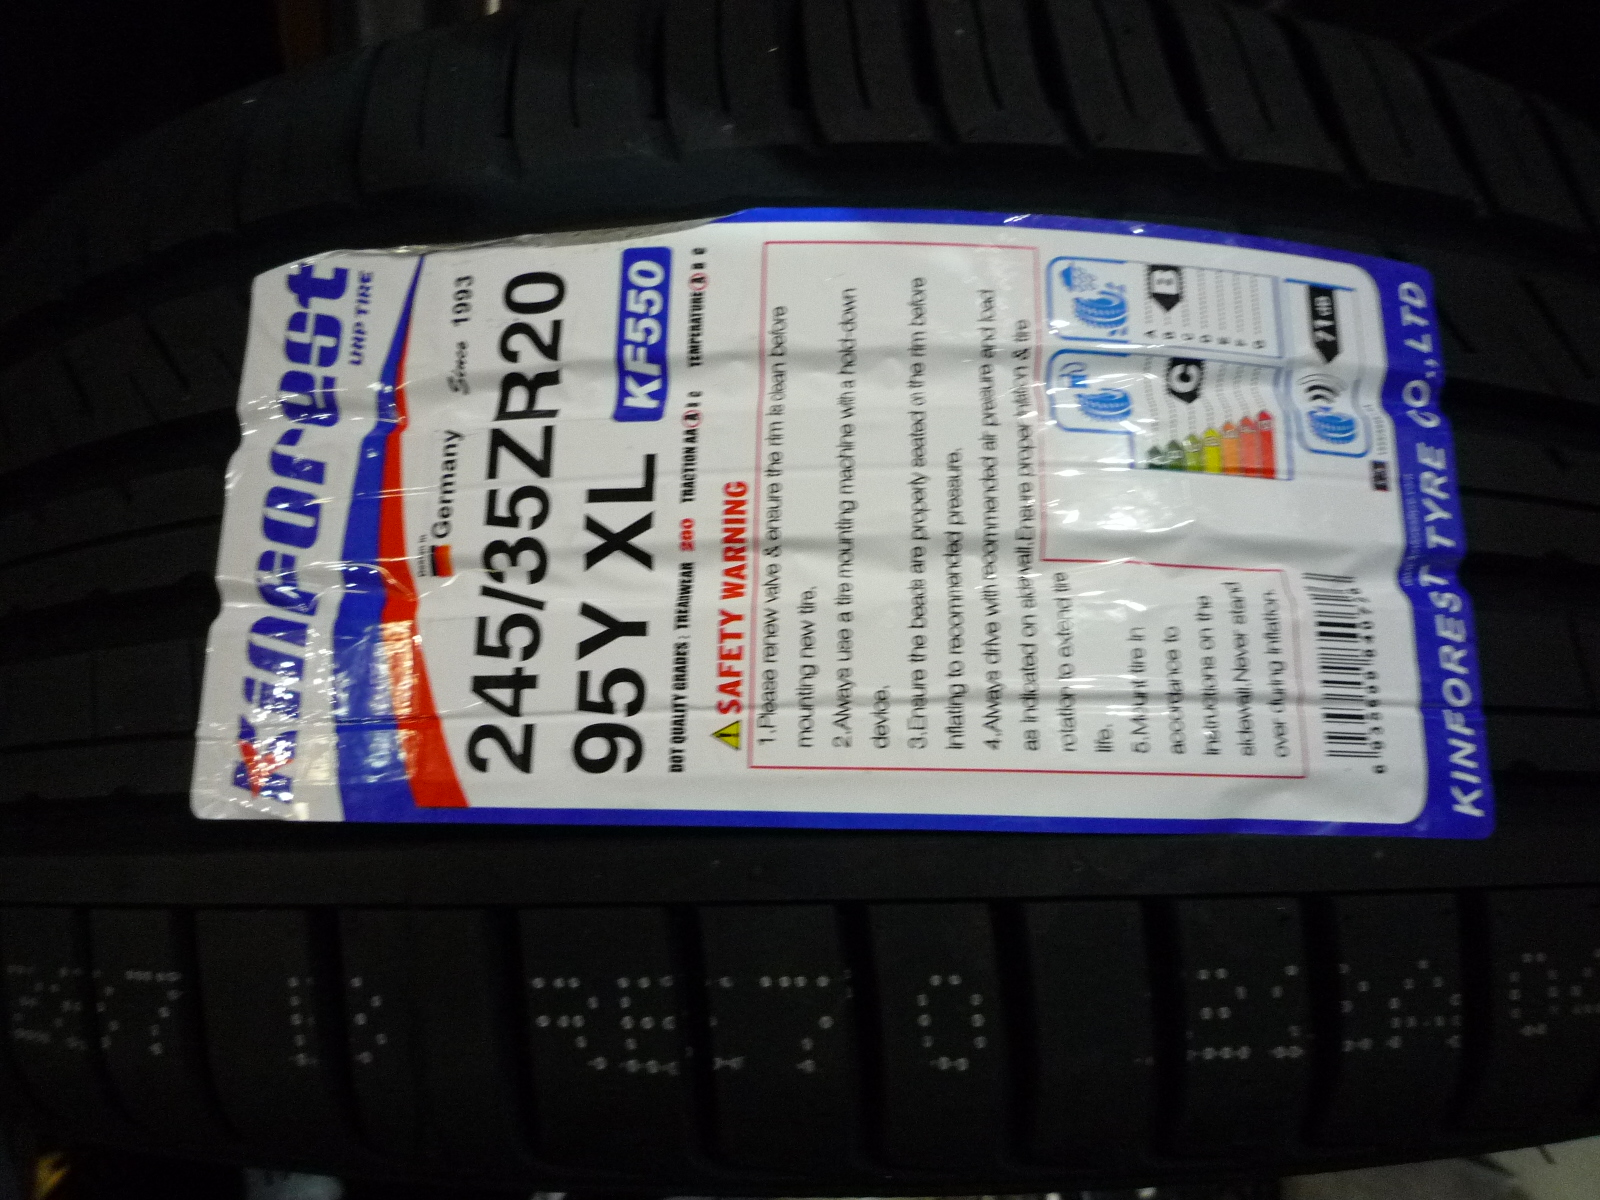 Kinforest
UHP TIRE
Germany Since 1993
245/35ZR20
95Y XL KF550
DOT QUALITY GRADES: TREADWEAR 280 TRACTION AA A B C TEMPERATURE A B C
SAFETY WARNING
1.Please renew valve & ensure the rim is clean before
mounting new tire.
2.Always use a tire mounting machine with a hold-down
device.
3.Ensure the beads are properly seated on the rim before
inflating to recommended pressure.
4.Always drive with recommended air pressure and load
as indicated on sidewall.Ensure proper inflation & tire
rotation to extend tire
life.
5.Mount tire in
accordance to
instructions on the
sidewall.Never stand
over during inflation.
C
B
71 dB
KINFOREST TYRE CO., LTD